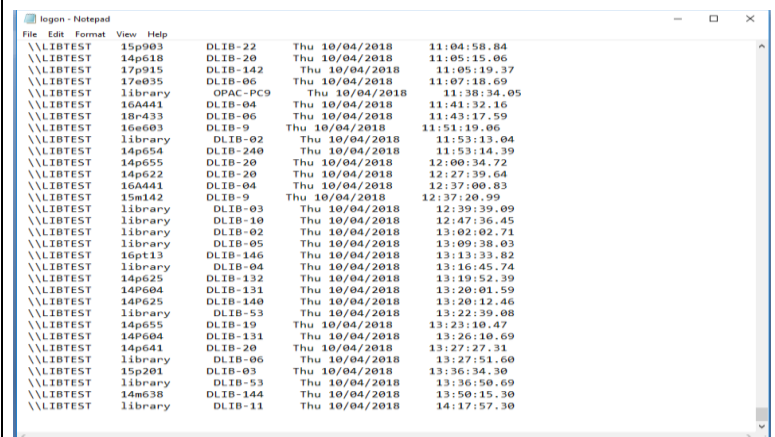 logon - Notepad
File Edit Format View Help
\\LIBTEST 15p903 DLIB-22 Thu 10/04/2018 11:04:58.84
\\LIBTEST 14p618 DLIB-20 Thu 10/04/2018 11:05:15.06
\\LIBTEST 17p915 DLIB-142 Thu 10/04/2018 11:05:19.37
\\LIBTEST 17e035 DLIB-06 Thu 10/04/2018 11:07:18.69
\\LIBTEST library OPAC-PC9 Thu 10/04/2018 11:38:34.05
\\LIBTEST 16A441 DLIB-04 Thu 10/04/2018 11:41:32.16
\\LIBTEST 18r433 DLIB-06 Thu 10/04/2018 11:43:17.59
\\LIBTEST 16e603 DLIB-9 Thu 10/04/2018 11:51:19.06
\\LIBTEST library DLIB-02 Thu 10/04/2018 11:53:13.04
\\LIBTEST 14p654 DLIB-240 Thu 10/04/2018 11:53:14.39
\\LIBTEST 14p655 DLIB-20 Thu 10/04/2018 12:00:34.72
\\LIBTEST 14p622 DLIB-20 Thu 10/04/2018 12:27:39.64
\\LIBTEST 16A441 DLIB-04 Thu 10/04/2018 12:37:00.83
\\LIBTEST 15m142 DLIB-9 Thu 10/04/2018 12:37:20.99
\\LIBTEST library DLIB-03 Thu 10/04/2018 12:39:39.09
\\LIBTEST library DLIB-10 Thu 10/04/2018 12:47:36.45
\\LIBTEST library DLIB-02 Thu 10/04/2018 13:02:02.71
\\LIBTEST library DLIB-05 Thu 10/04/2018 13:09:38.03
\\LIBTEST 16pt13 DLIB-146 Thu 10/04/2018 13:13:33.82
\\LIBTEST library DLIB-04 Thu 10/04/2018 13:16:45.74
\\LIBTEST 14p625 DLIB-132 Thu 10/04/2018 13:19:52.39
\\LIBTEST 14P604 DLIB-131 Thu 10/04/2018 13:20:01.59
\\LIBTEST 14P625 DLIB-140 Thu 10/04/2018 13:20:12.46
\\LIBTEST library DLIB-53 Thu 10/04/2018 13:22:39.08
\\LIBTEST 14p655 DLIB-19 Thu 10/04/2018 13:23:10.47
\\LIBTEST 14P604 DLIB-131 Thu 10/04/2018 13:26:10.69
\\LIBTEST 14p641 DLIB-20 Thu 10/04/2018 13:27:27.31
\\LIBTEST library DLIB-06 Thu 10/04/2018 13:27:51.60
\\LIBTEST 15p201 DLIB-03 Thu 10/04/2018 13:36:34.30
\\LIBTEST library DLIB-53 Thu 10/04/2018 13:36:50.69
\\LIBTEST 14m638 DLIB-144 Thu 10/04/2018 13:50:15.30
\\LIBTEST library DLIB-11 Thu 10/04/2018 14:17:57.30